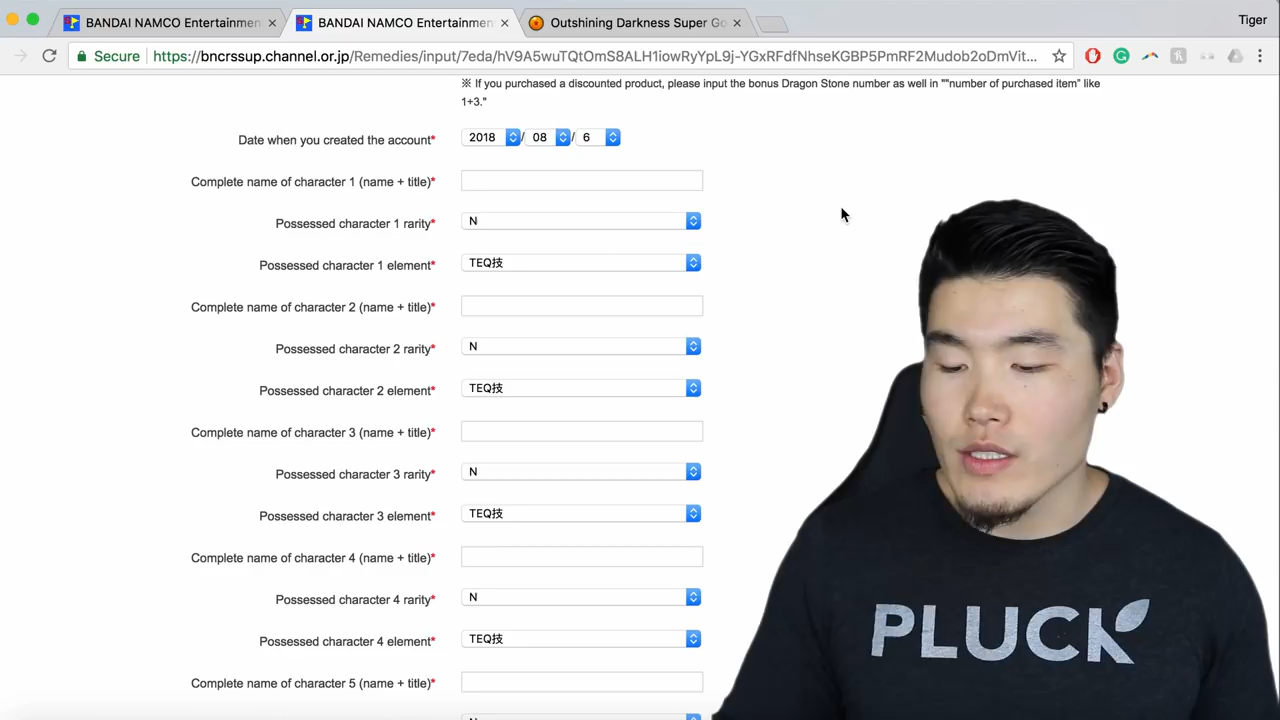 BANDAI NAMCO Entertainmen
BANDAI NAMCO Entertainmen
Outshining Darkness Super Go
Tiger
Secure
https://bncrssup.channel.or.jp/Remedies/input/7eda/hV9A5wuTQtOmS8ALH1iowRyYpL9j-YGxRFdfNhseKGBP5PmRF2Mudob2oDmVit...
※ If you purchased a discounted product, please input the bonus Dragon Stone number as well in ""number of purchased item" like
1+3."
Date when you created the account* 2018 / 08 / 6
Complete name of character 1 (name + title)*
Possessed character 1 rarity* N
Possessed character 1 element* TEQ技
Complete name of character 2 (name + title)*
Possessed character 2 rarity* N
Possessed character 2 element* TEQ技
Complete name of character 3 (name + title)*
Possessed character 3 rarity* N
Possessed character 3 element* TEQ技
Complete name of character 4 (name + title)*
Possessed character 4 rarity* N
Possessed character 4 element* TEQ技
Complete name of character 5 (name + title)*
N
PLUCK